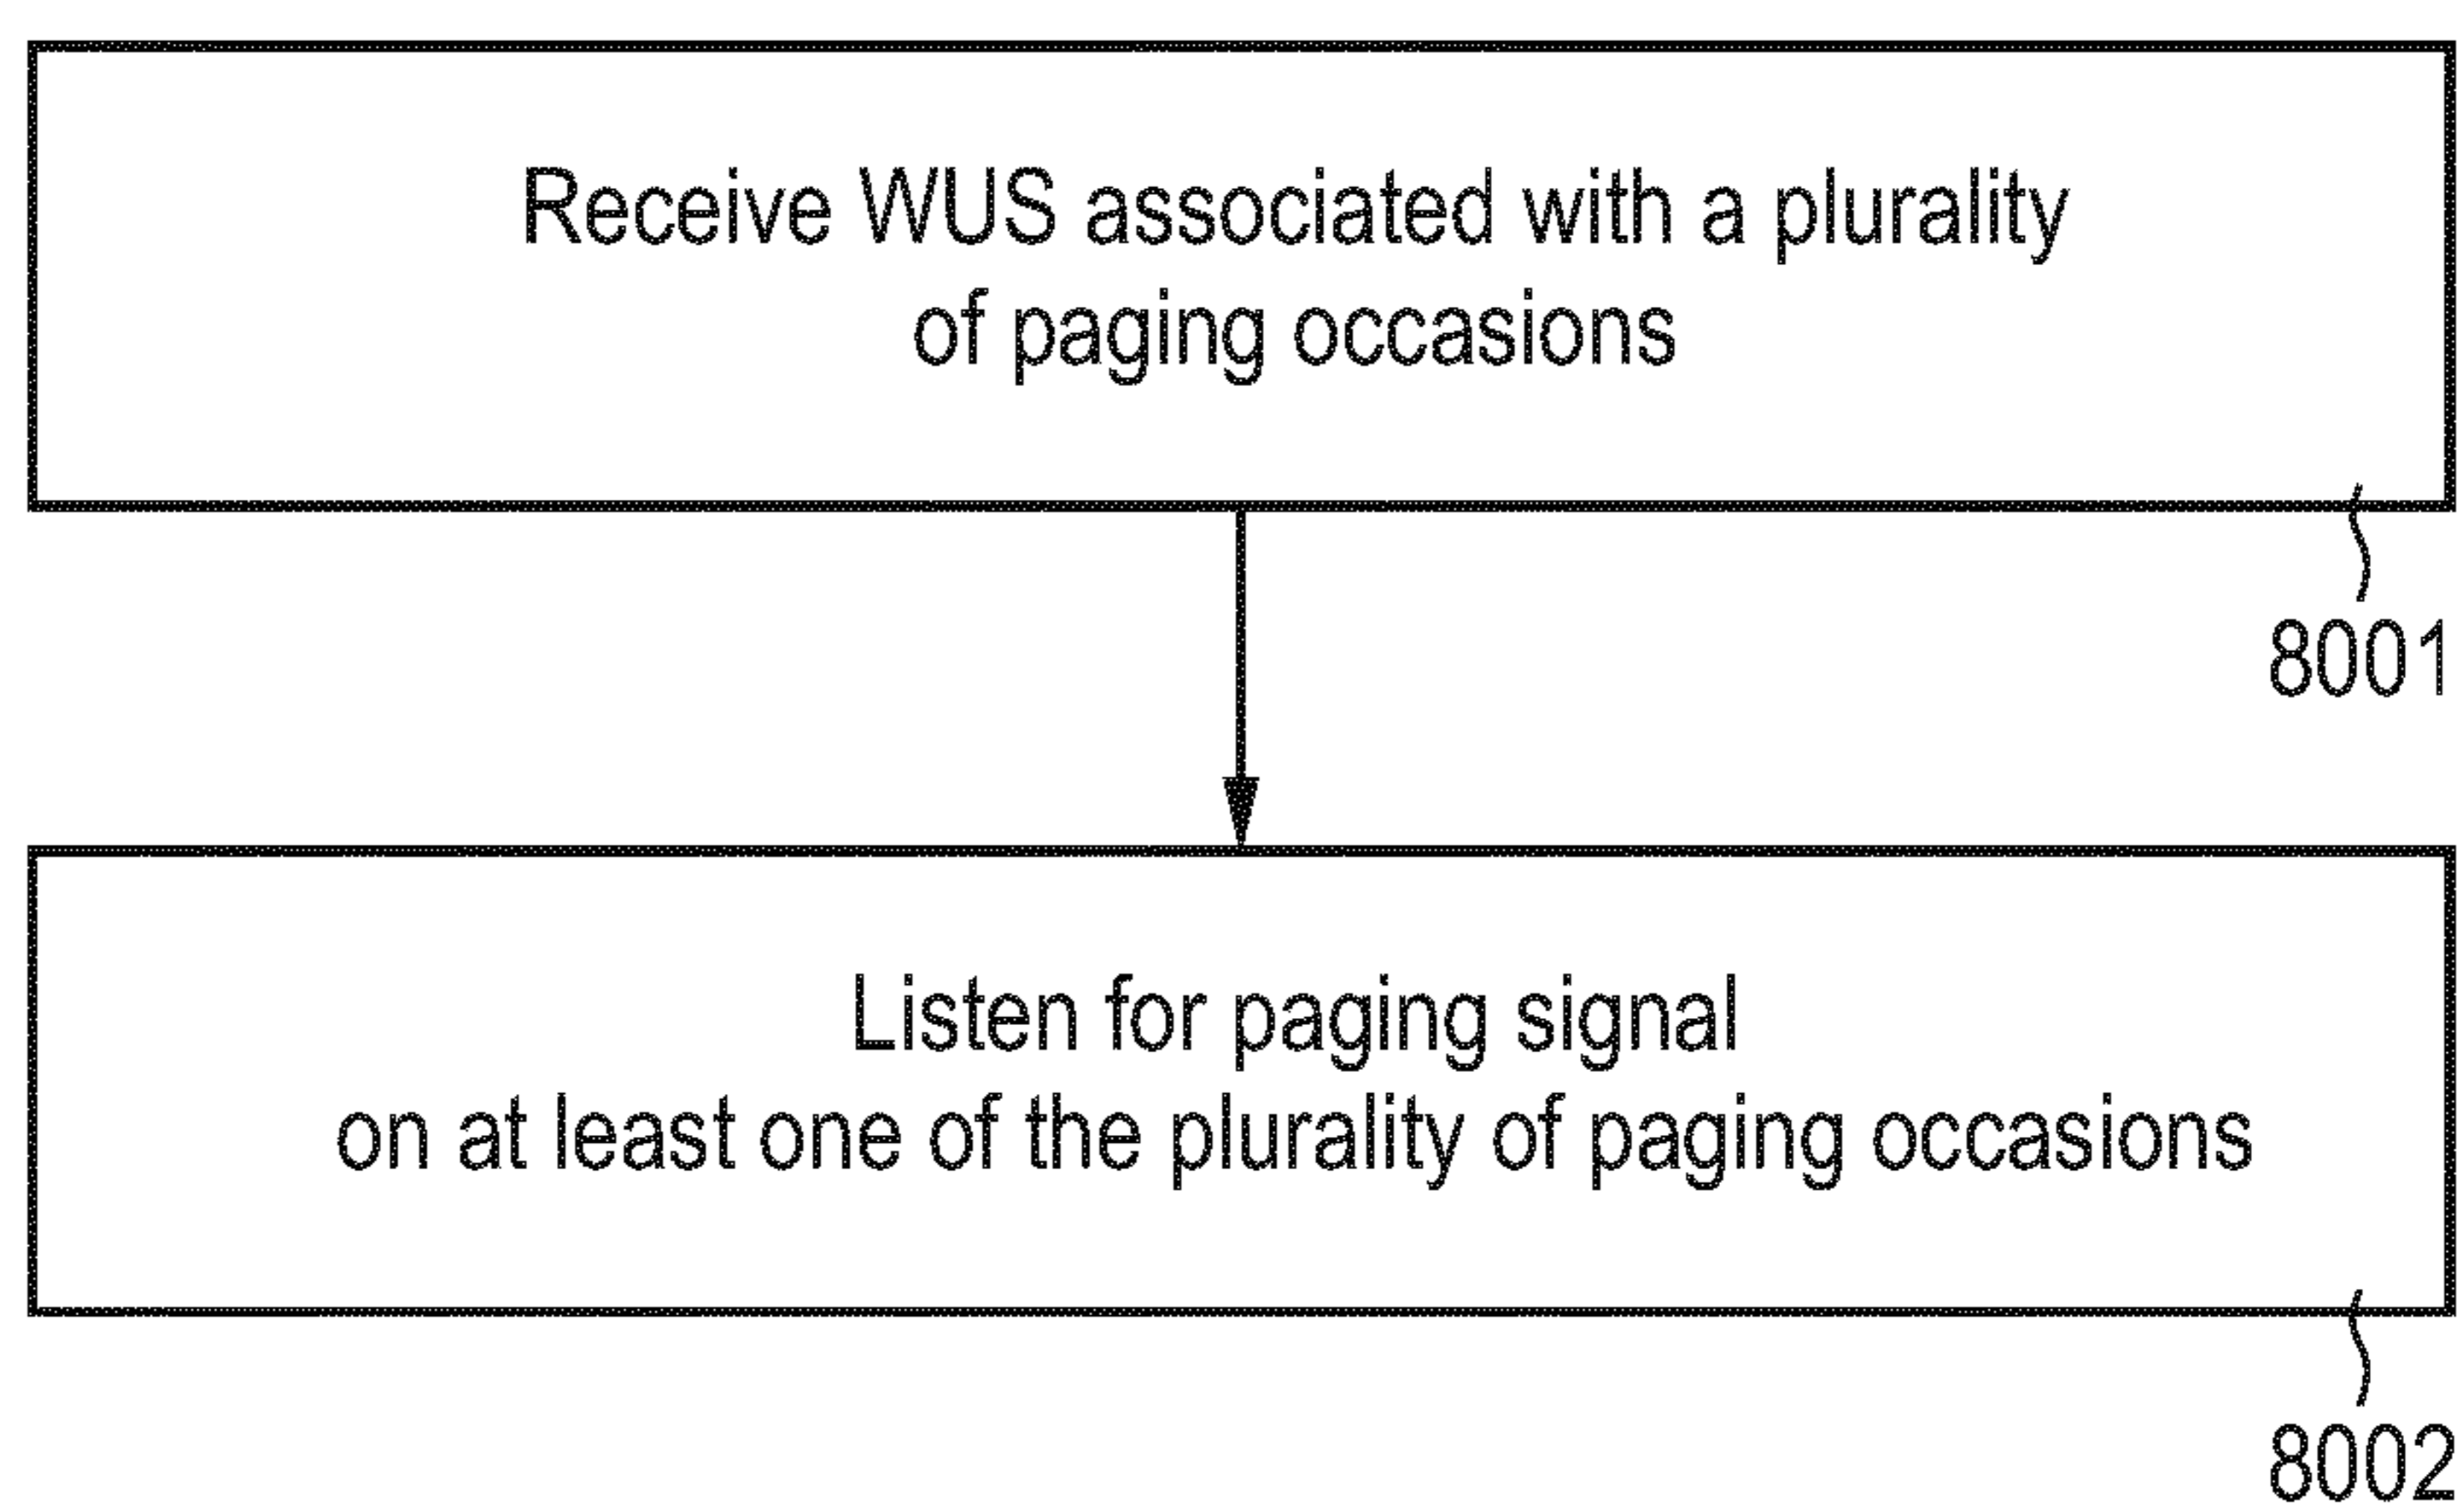 Receive WUS associated with a plurality
of paging occasions
8001
Listen for paging signal
on at least one of the plurality of paging occasions
8002